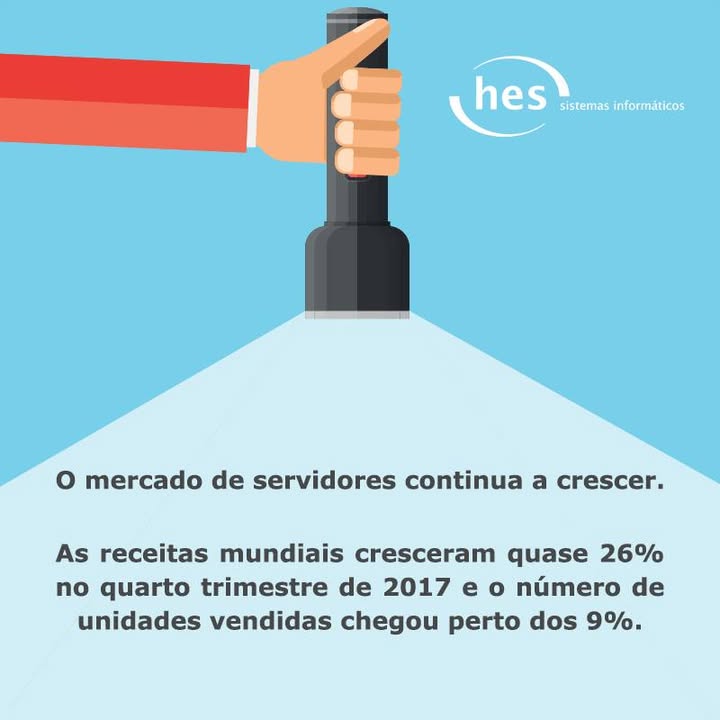 hes
sistemas informáticos
O mercado de servidores continua a crescer.
As receitas mundiais cresceram quase 26%
no quarto trimestre de 2017 e o número de
unidades vendidas chegou perto dos 9%.